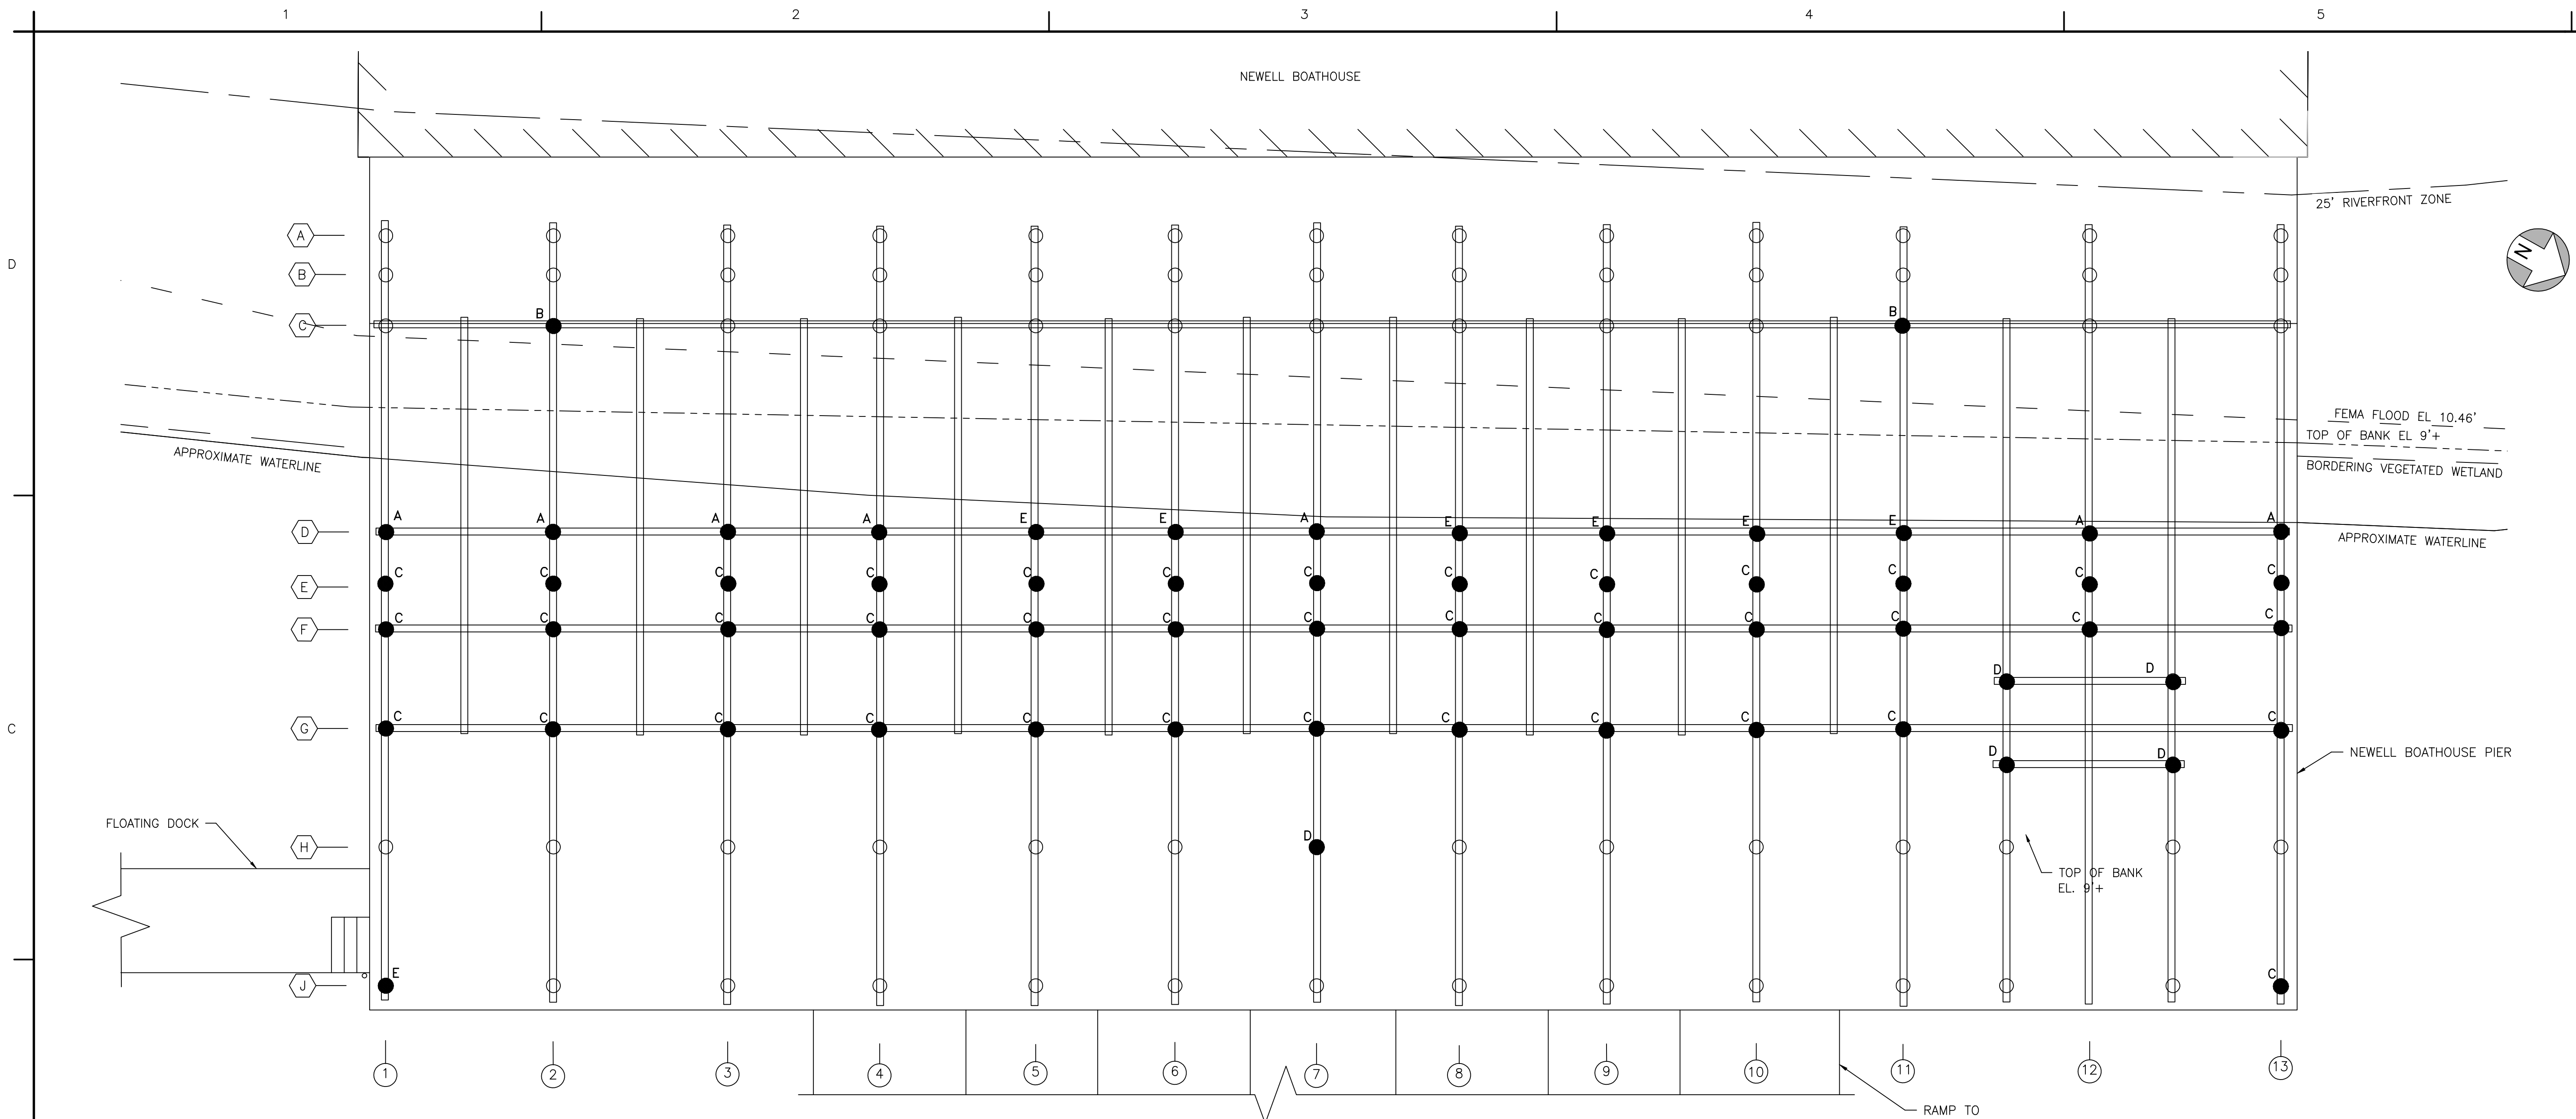 1 2 3 4 5
NEWELL BOATHOUSE
25' RIVERFRONT ZONE
A
N
D
B
C B B
FEMA FLOOD EL 10.46'
TOP OF BANK EL 9'+
APPROXIMATE WATERLINE
BORDERING VEGETATED WETLAND
D A A A A E E A E E E E A A
APPROXIMATE WATERLINE
E C C C C C C C C C C C C C
F C C C C C C C C C C C C C
D D
C
G C C C C C C C C C C C C
D D
NEWELL BOATHOUSE PIER
FLOATING DOCK
H D
TOP OF BANK
EL. 9'+
J E C
1 2 3 4 5 6 7 8 9 10 11 12 13
RAMP TO